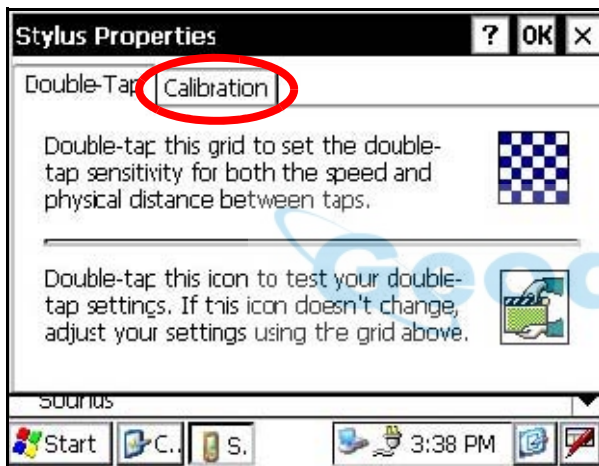 Stylus Properties ? OK ×
Double-Tap Calibration
Double-tap this grid to set the double-
tap sensitivity for both the speed and
physical distance between taps.
Geo
Double-tap this icon to test your double-
tap settings. If this icon doesn't change,
adjust your settings using the grid above.
Sounds
Start C.. S. 3:38 PM